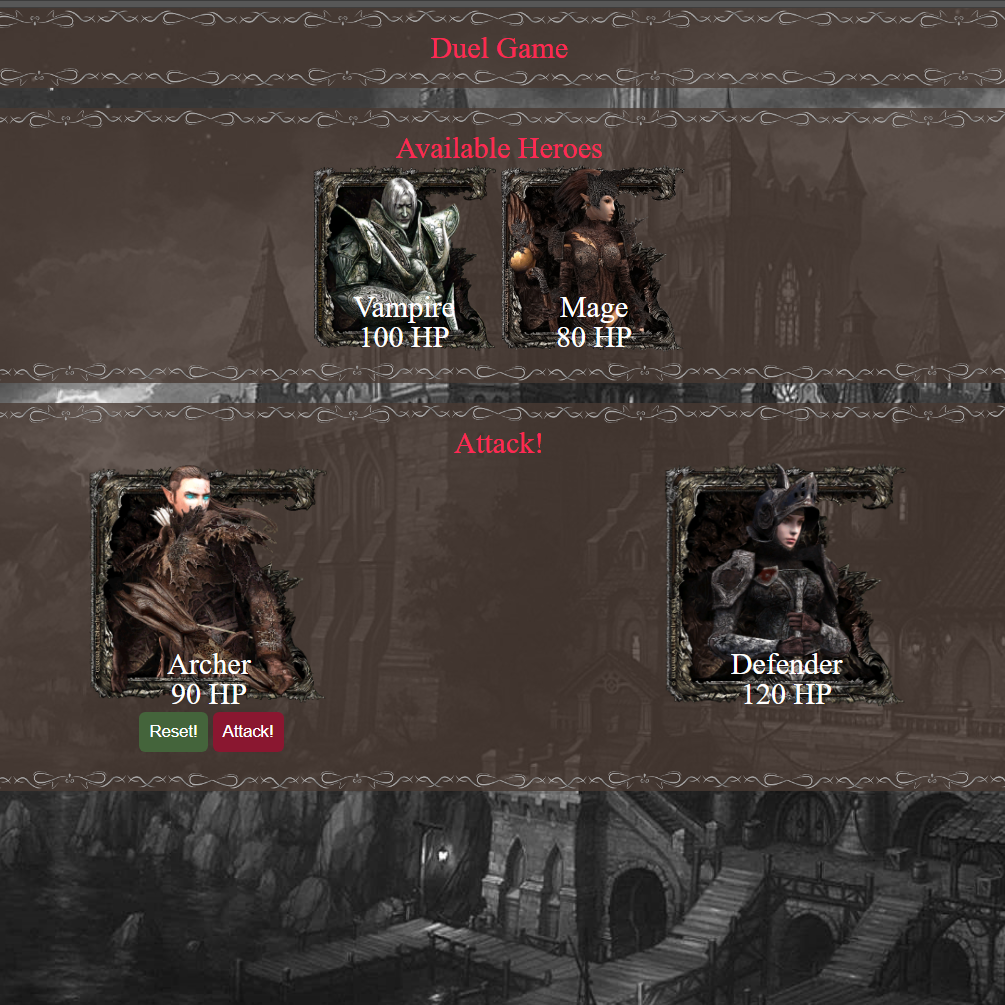 Duel Game
Available Heroes
Vampire
100 HP
Mage
80 HP
Attack!
Archer
90 HP
Defender
120 HP
Reset!
Attack!